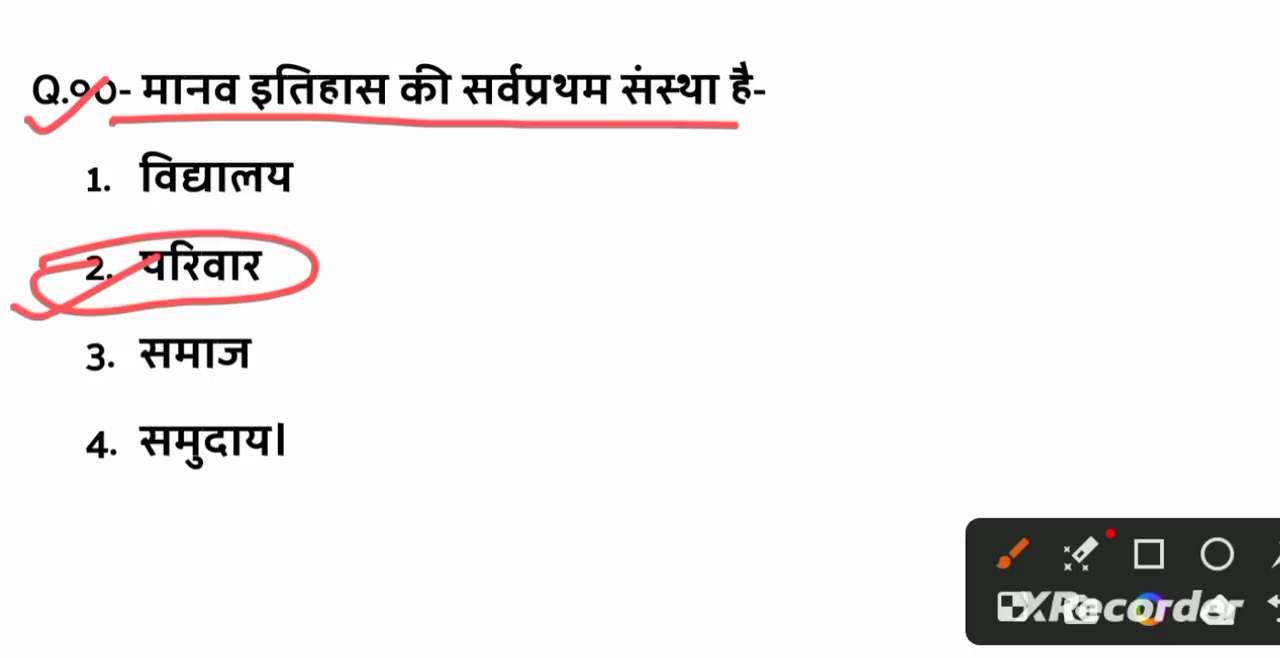 Q.१०- मानव इतिहास की सर्वप्रथम संस्था है-
1. विद्यालय
2. परिवार
3. समाज
4. समुदाय।
XRecorder